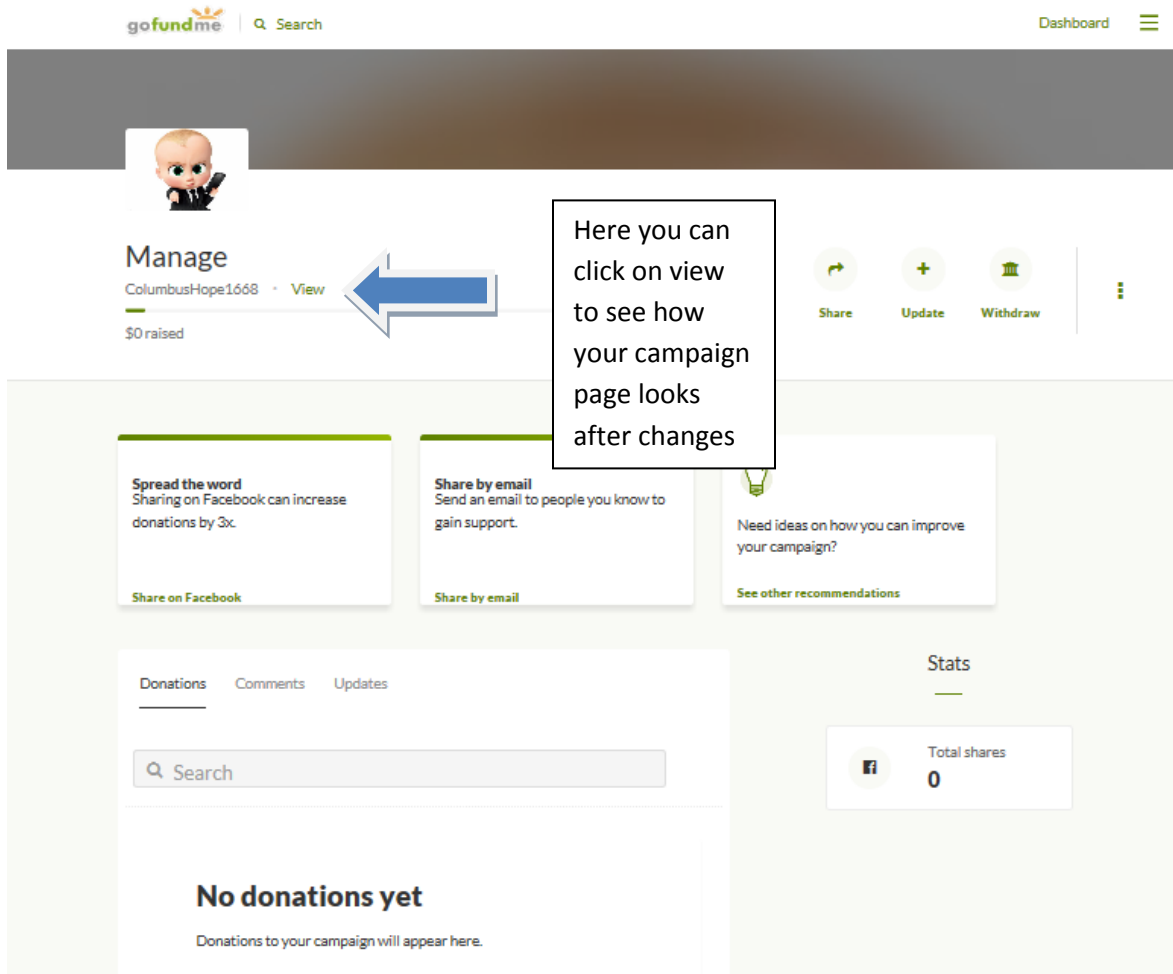 gofundme
Search
Dashboard
Manage
ColumbusHope1668 · View
$0 raised
Here you can
click on view
to see how
your campaign
page looks
after changes
Share
Update
Withdraw
Spread the word
Sharing on Facebook can increase
donations by 3x.
Share on Facebook
Share by email
Send an email to people you know to
gain support.
Share by email
Need ideas on how you can improve
your campaign?
See other recommendations
Donations
Comments
Updates
Search
No donations yet
Donations to your campaign will appear here.
Stats
Total shares
0